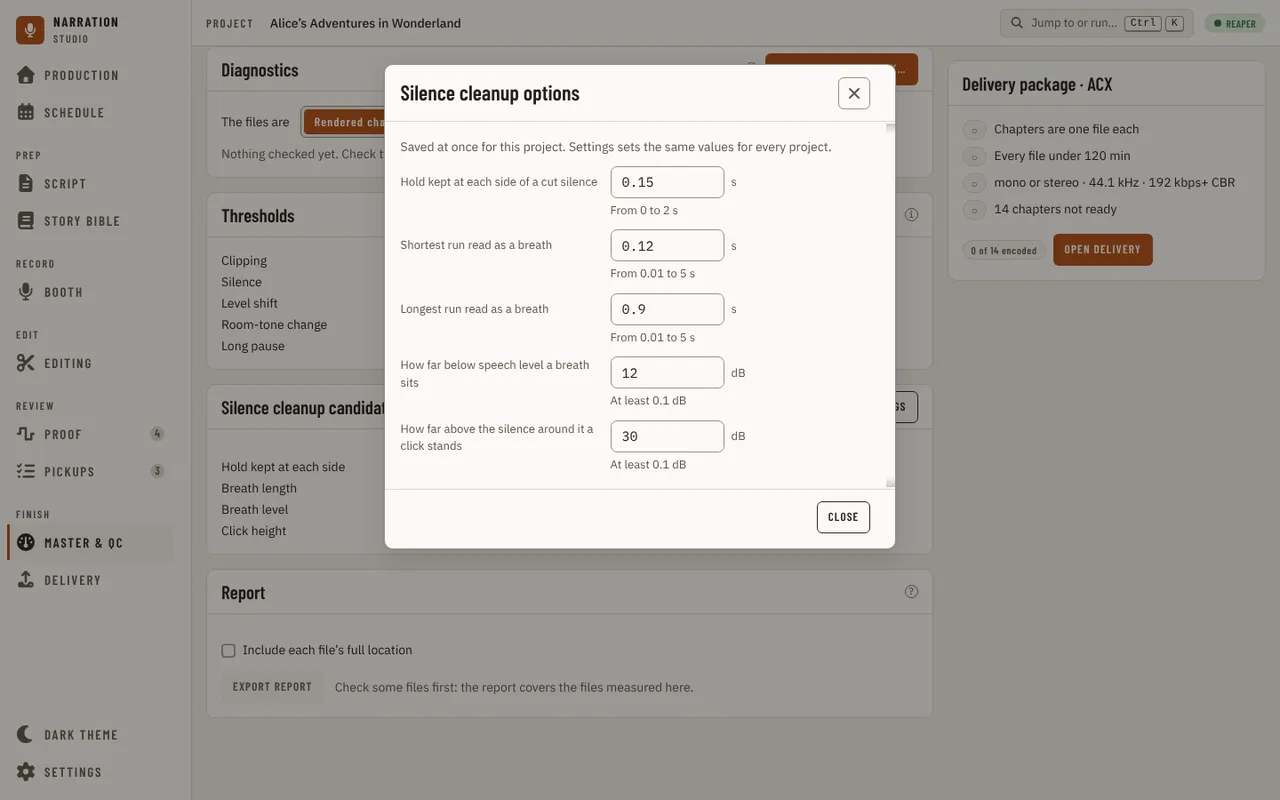 NARRATION
STUDIO
PRODUCTION
SCHEDULE
PREP
SCRIPT
STORY BIBLE
RECORD
BOOTH
EDIT
EDITING
REVIEW
PROOF 4
PICKUPS 3
FINISH
MASTER & QC
DELIVERY
DARK THEME
SETTINGS
PROJECT Alice's Adventures in Wonderland
Jump to or run... Ctrl K
REAPER
Diagnostics
The files are Rendered cha
Nothing checked yet. Check t
Thresholds
Clipping
Silence
Level shift
Room-tone change
Long pause
Silence cleanup candidat
GS
Hold kept at each side
Breath length
Breath level
Click height
Report
Include each file's full location
EXPORT REPORT Check some files first: the report covers the files measured here.
Silence cleanup options
Saved at once for this project. Settings sets the same values for every project.
Hold kept at each side of a cut silence 0.15 s
From 0 to 2 s
Shortest run read as a breath 0.12 s
From 0.01 to 5 s
Longest run read as a breath 0.9 s
From 0.01 to 5 s
How far below speech level a breath
sits
12 dB
At least 0.1 dB
How far above the silence around it a
click stands
30 dB
At least 0.1 dB
CLOSE
Delivery package · ACX
Chapters are one file each
Every file under 120 min
mono or stereo · 44.1 kHz · 192 kbps+ CBR
14 chapters not ready
0 of 14 encoded OPEN DELIVERY